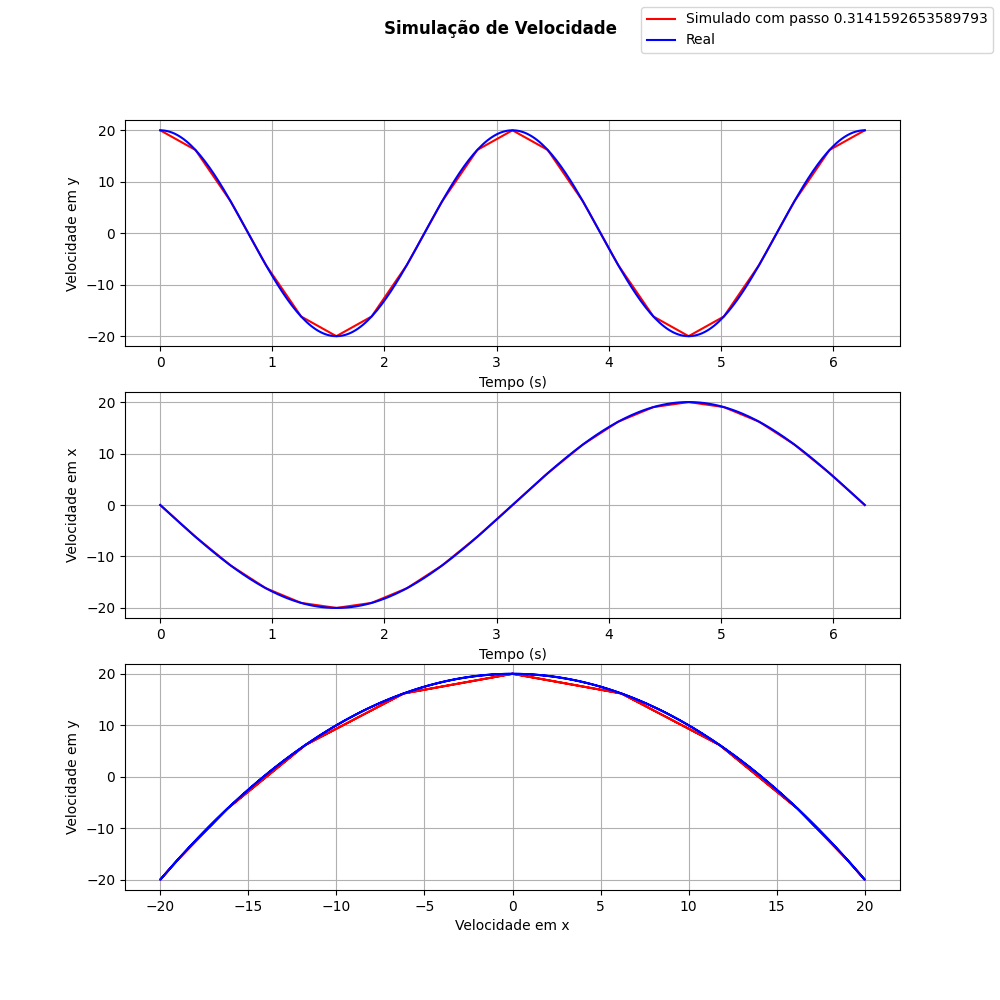 Simulação de Velocidade
Simulado com passo 0.3141592653589793
Real
20
10
0
−10
−20
Velocidade em y
0 1 2 3 4 5 6
Tempo (s)
20
10
0
−10
−20
Velocidade em x
0 1 2 3 4 5 6
Tempo (s)
20
10
0
−10
−20
Velocidade em y
−20 −15 −10 −5 0 5 10 15 20
Velocidade em x